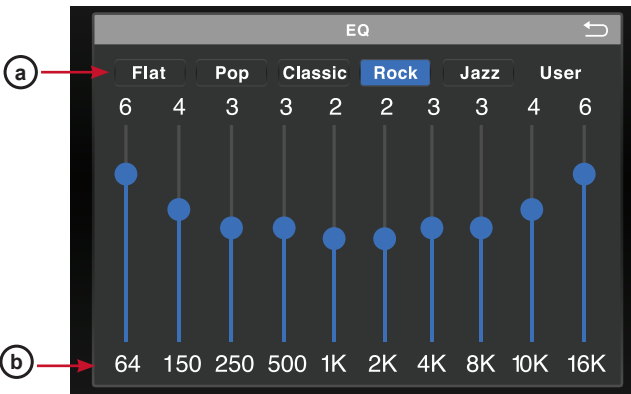 EQ
a Flat Pop Classic Rock Jazz User
6 4 3 3 2 2 3 3 4 6
b 64 150 250 500 1K 2K 4K 8K 10K 16K